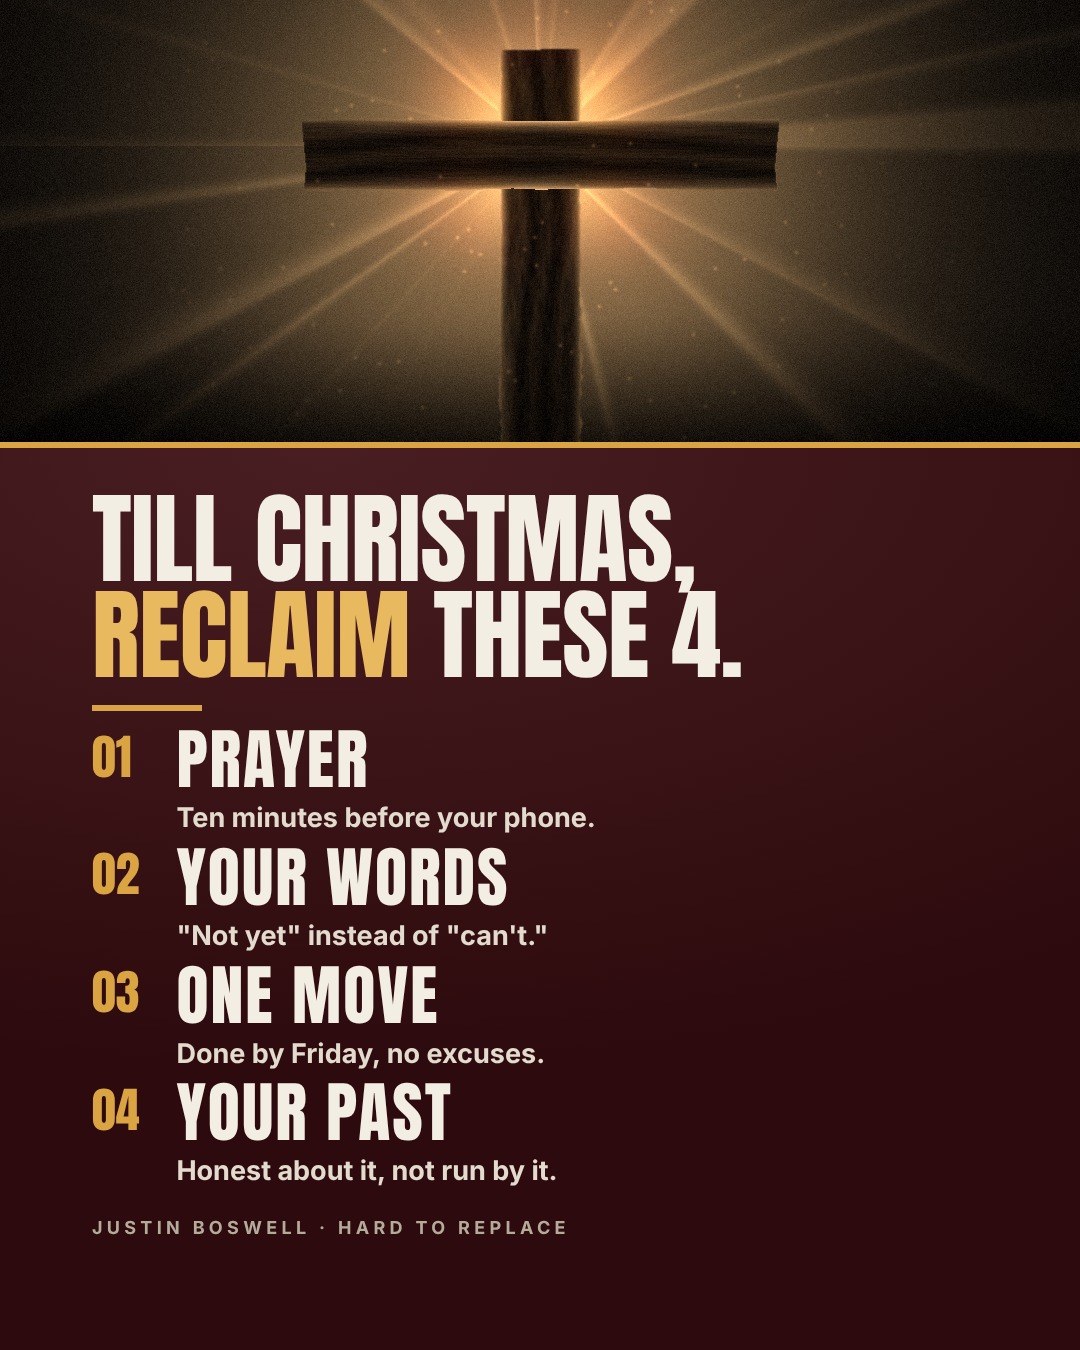 TILL CHRISTMAS,
RECLAIM THESE 4.
01 PRAYER
Ten minutes before your phone.
02 YOUR WORDS
"Not yet" instead of "can't."
03 ONE MOVE
Done by Friday, no excuses.
04 YOUR PAST
Honest about it, not run by it.
JUSTIN BOSWELL · HARD TO REPLACE